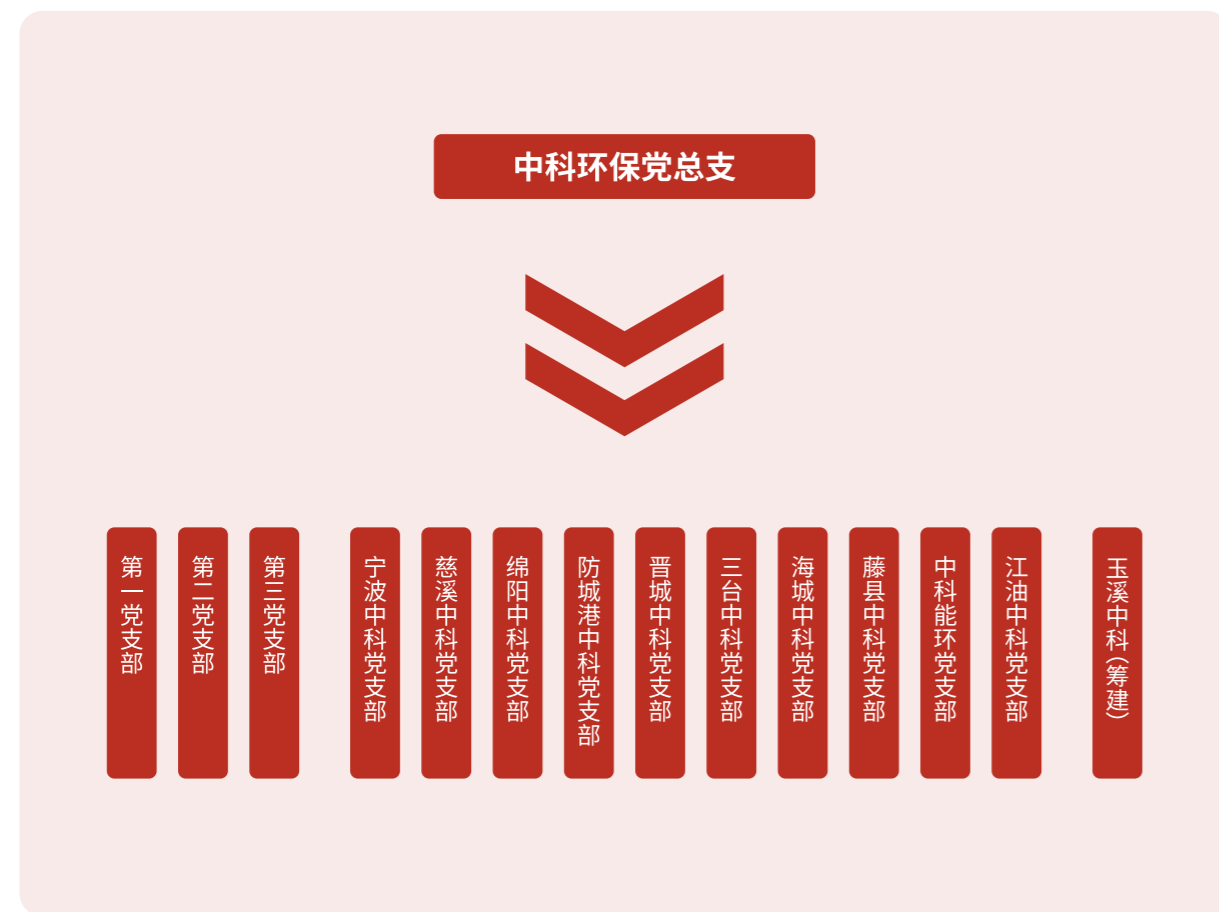 中科环保党总支
第一党支部
第二党支部
第三党支部
宁波中科党支部
慈溪中科党支部
绵阳中科党支部
防城港中科党支部
晋城中科党支部
三台中科党支部
海城中科党支部
藤县中科党支部
中科能环党支部
江油中科党支部
玉溪中科（筹建）